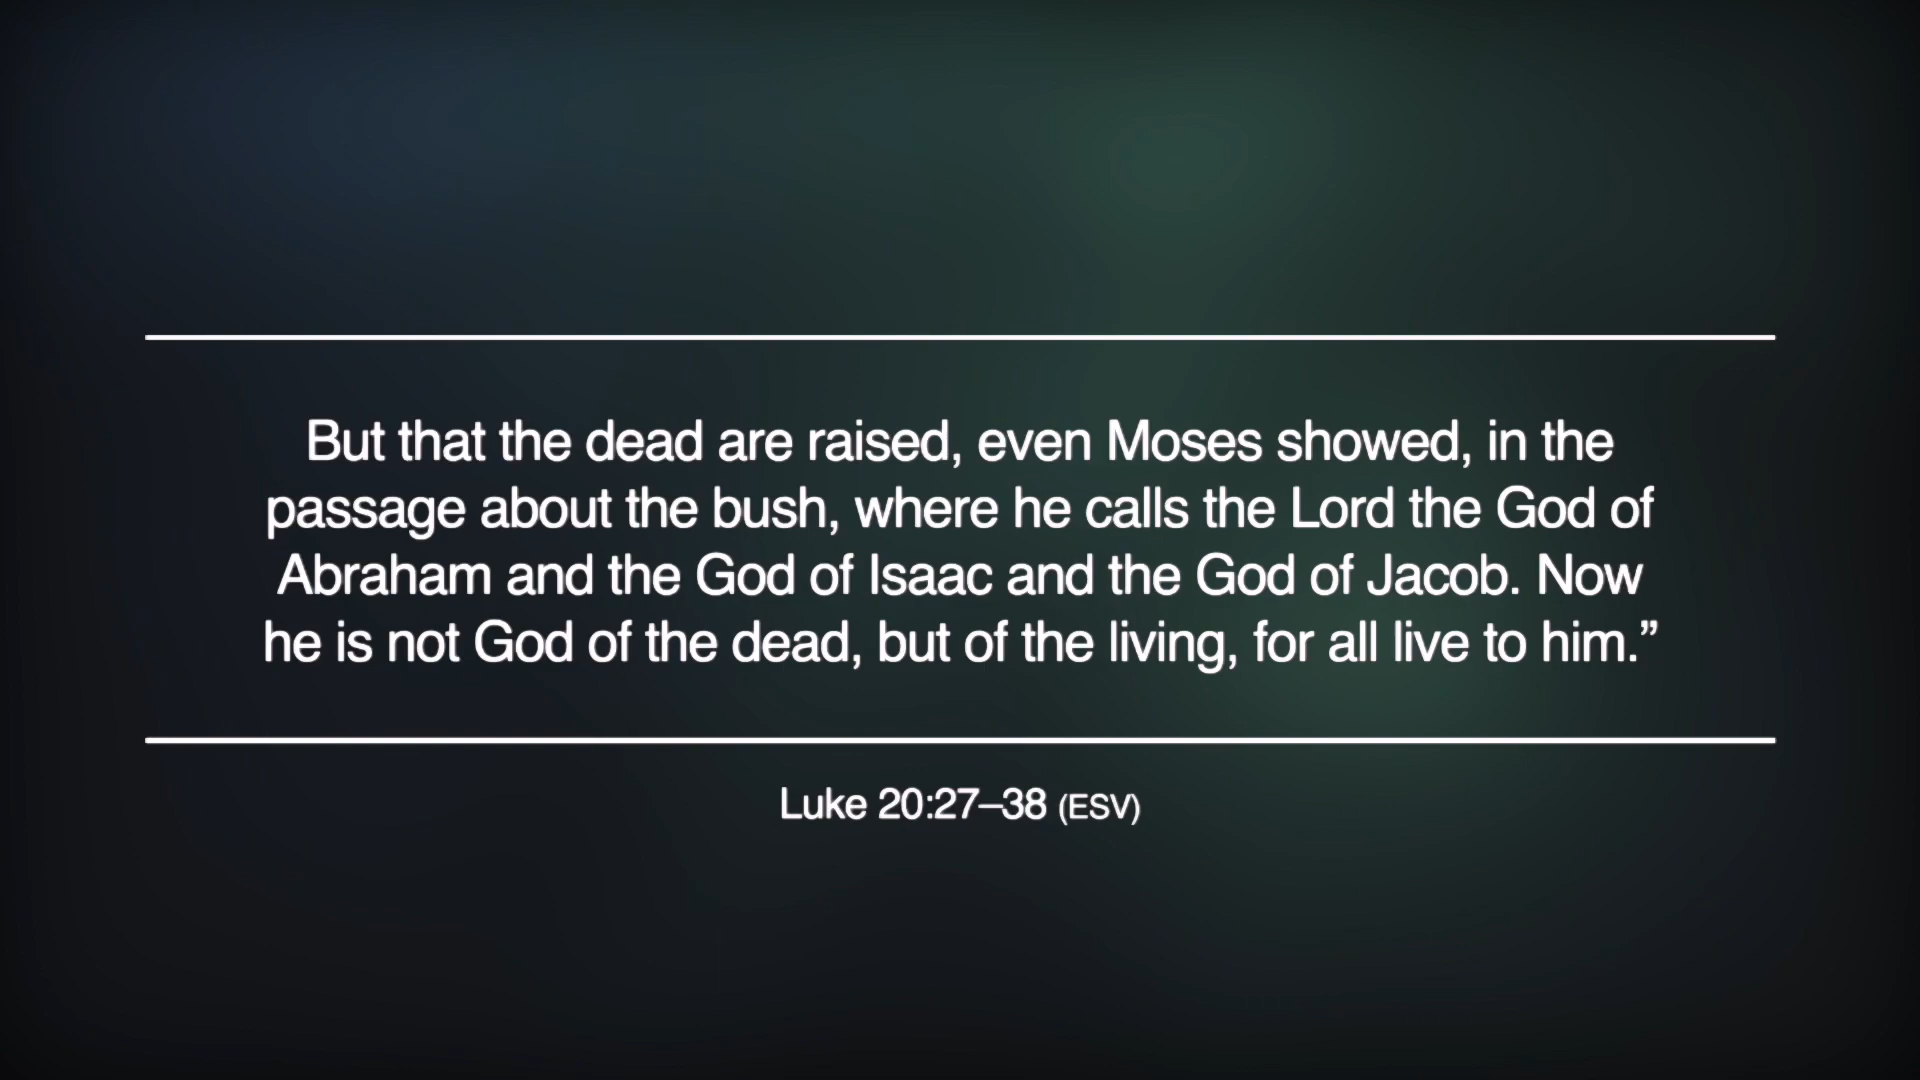 But that the dead are raised, even Moses showed, in the
passage about the bush, where he calls the Lord the God of
Abraham and the God of Isaac and the God of Jacob. Now
he is not God of the dead, but of the living, for all live to him.”
Luke 20:27–38 (ESV)